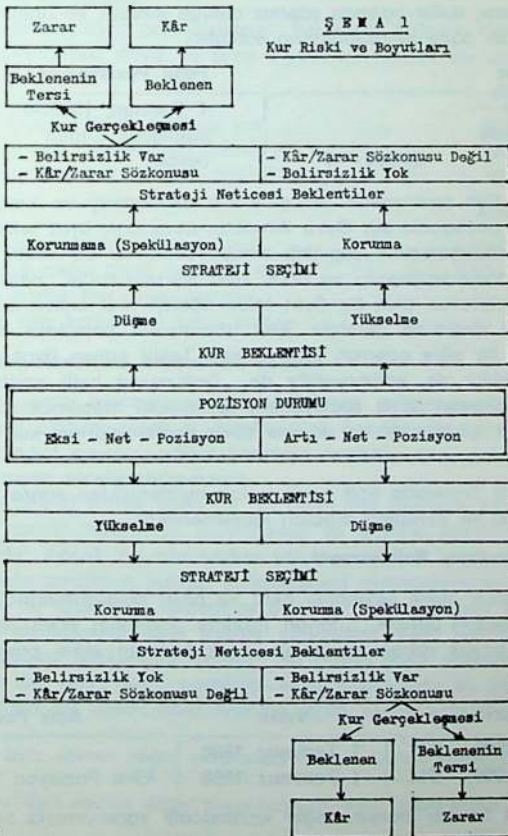 ŞEMA 1
Kur Riski ve Boyutları
Zarar
Kâr
Beklenenin
Tersi
Beklenen
Kur Gerçekleşmesi
- Belirsizlik Var
- Kâr/Zarar Sözkonusu
- Kâr/Zarar Sözkonusu Değil
- Belirsizlik Yok
Strateji Neticesi Beklentiler
Korunmama (Spekülasyon)
Korunma
STRATEJİ SEÇİMİ
Düşme
Yükselme
KUR BEKLENTİSİ
POZİSYON DURUMU
Eksi - Net - Pozisyon
Artı - Net - Pozisyon
KUR BEKLENTİSİ
Yükselme
Düşme
STRATEJİ SEÇİMİ
Korunma
Korunma (Spekülasyon)
Strateji Neticesi Beklentiler
- Belirsizlik Yok
- Kâr/Zarar Sözkonusu Değil
- Belirsizlik Var
- Kâr/Zarar Sözkonusu
Kur Gerçekleşmesi
Beklenen
Beklenenin
Tersi
Kâr
Zarar